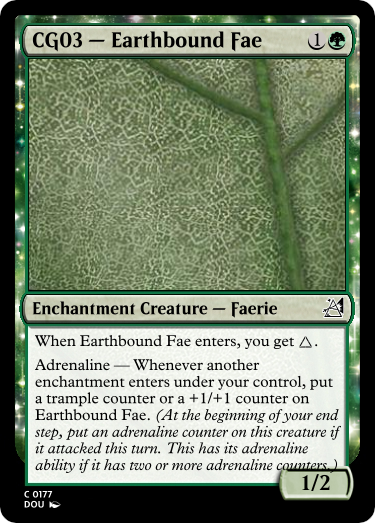 CG03 — Earthbound Fae 1
Enchantment Creature — Faerie
When Earthbound Fae enters, you get △.
Adrenaline — Whenever another
enchantment enters under your control, put
a trample counter or a +1/+1 counter on
Earthbound Fae. (At the beginning of your end
step, put an adrenaline counter on this creature if
it attacked this turn. This has its adrenaline
ability if it has two or more adrenaline counters.)
1/2
C 0177
DOU